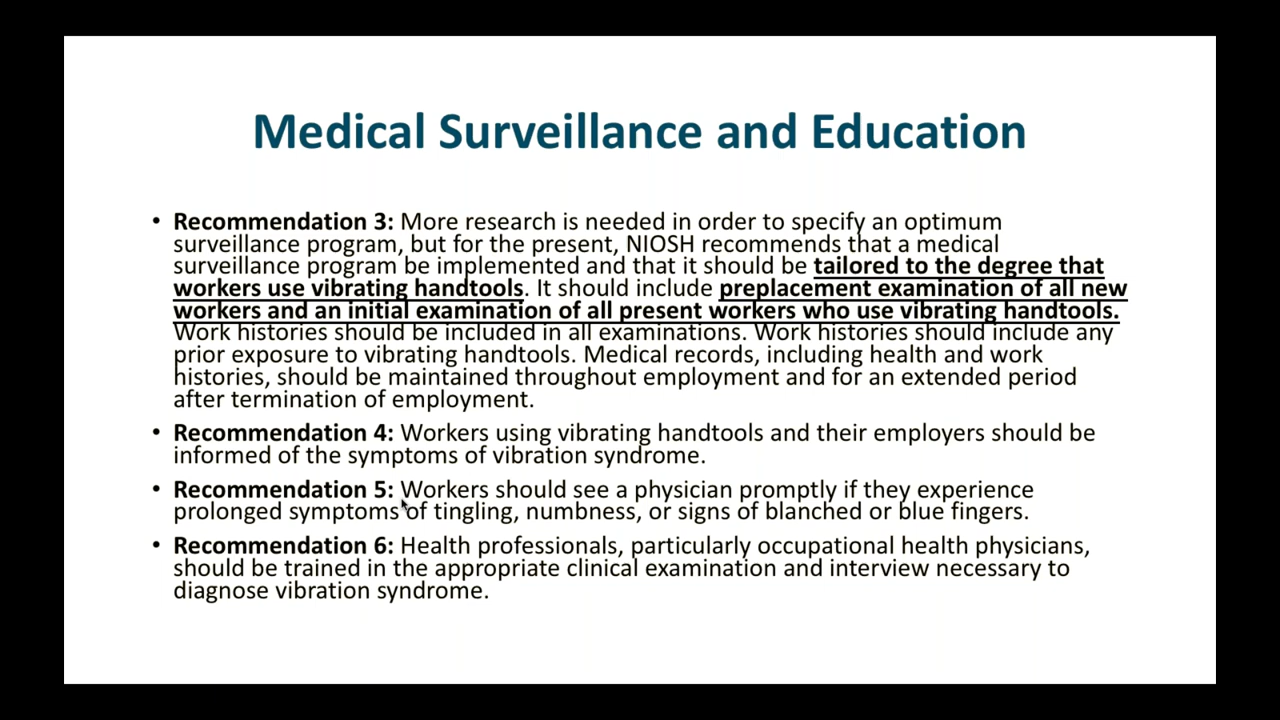 Medical Surveillance and Education
• Recommendation 3: More research is needed in order to specify an optimum
surveillance program, but for the present, NIOSH recommends that a medical
surveillance program be implemented and that it should be tailored to the degree that
workers use vibrating handtools. It should include preplacement examination of all new
workers and an initial examination of all present workers who use vibrating handtools.
Work histories should be included in all examinations. Work histories should include any
prior exposure to vibrating handtools. Medical records, including health and work
histories, should be maintained throughout employment and for an extended period
after termination of employment.
• Recommendation 4: Workers using vibrating handtools and their employers should be
informed of the symptoms of vibration syndrome.
• Recommendation 5: Workers should see a physician promptly if they experience
prolonged symptoms of tingling, numbness, or signs of blanched or blue fingers.
• Recommendation 6: Health professionals, particularly occupational health physicians,
should be trained in the appropriate clinical examination and interview necessary to
diagnose vibration syndrome.